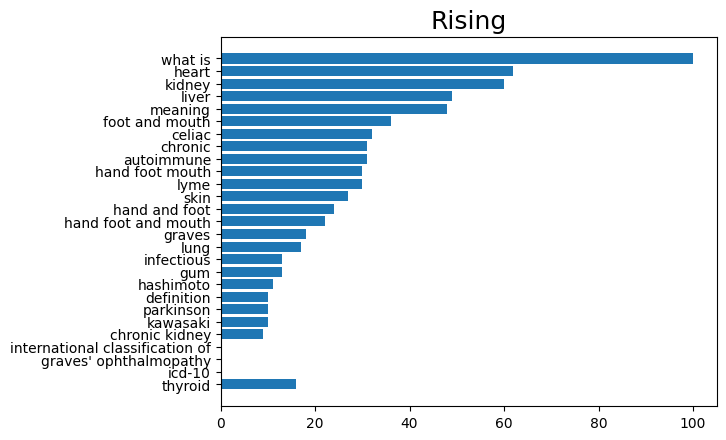 Rising
what is
heart
kidney
liver
meaning
foot and mouth
celiac
chronic
autoimmune
hand foot mouth
lyme
skin
hand and foot
hand foot and mouth
graves
lung
infectious
gum
hashimoto
definition
parkinson
kawasaki
chronic kidney
international classification of
graves' ophthalmopathy
icd-10
thyroid
0 20 40 60 80 100